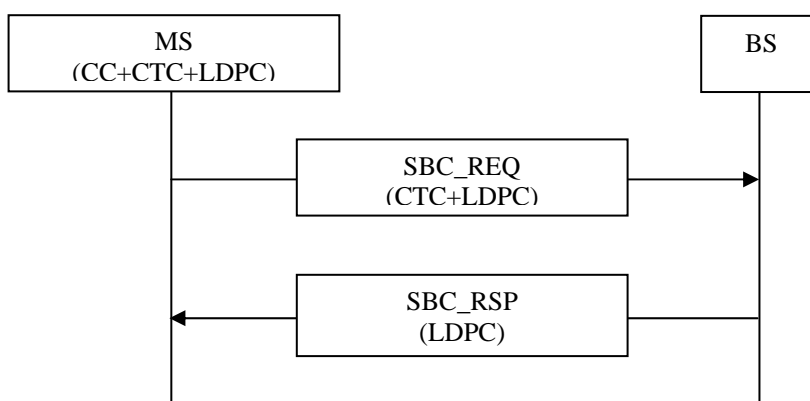 MS
(CC+CTC+LDPC)
BS
SBC_REQ
(CTC+LDPC)
SBC_RSP
(LDPC)